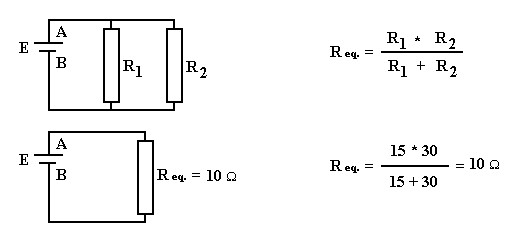 A
E
B
R1
R2
R eq. = R1 * R2
R1 + R2
A
E
B
R eq. = 10 Ω
R eq. = 15 * 30 = 10 Ω
15 + 30